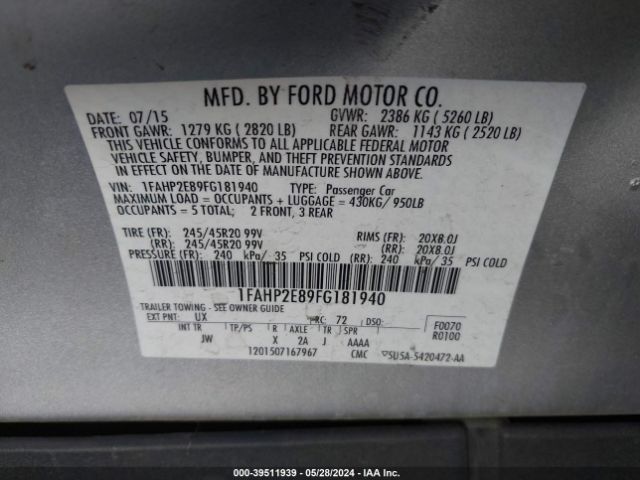 MFD. BY FORD MOTOR CO.
DATE: 07/15 GVWR: 2386 KG ( 5260 LB)
FRONT GAWR: 1279 KG ( 2820 LB) REAR GAWR: 1143 KG ( 2520 LB)
THIS VEHICLE CONFORMS TO ALL APPLICABLE FEDERAL MOTOR
VEHICLE SAFETY, BUMPER, AND THEFT PREVENTION STANDARDS
IN EFFECT ON THE DATE OF MANUFACTURE SHOWN ABOVE.
VIN: 1FAHP2E89FG181940 TYPE: Passenger Car
MAXIMUM LOAD = OCCUPANTS + LUGGAGE = 430KG/ 950LB
OCCUPANTS = 5 TOTAL; 2 FRONT, 3 REAR
TIRE (FR): 245/45R20 99V RIMS (FR): 20X8.0J
(RR): 245/45R20 99V (RR): 20X8.0J
PRESSURE (FR): 240 kPa/ 35 PSI COLD (RR): 240 kPa/ 35 PSI COLD
1FAHP2E89FG181940
TRAILER TOWING - SEE OWNER GUIDE
EXT PNT: UX RC: 72 DSO: F0070
INT TR TP/PS R AXLE TR SPR R0100
JW X 2A J AAAA
1201507167967 CMC SU5A-5420472-AA
000-39511939 - 05/28/2024 - IAA Inc.